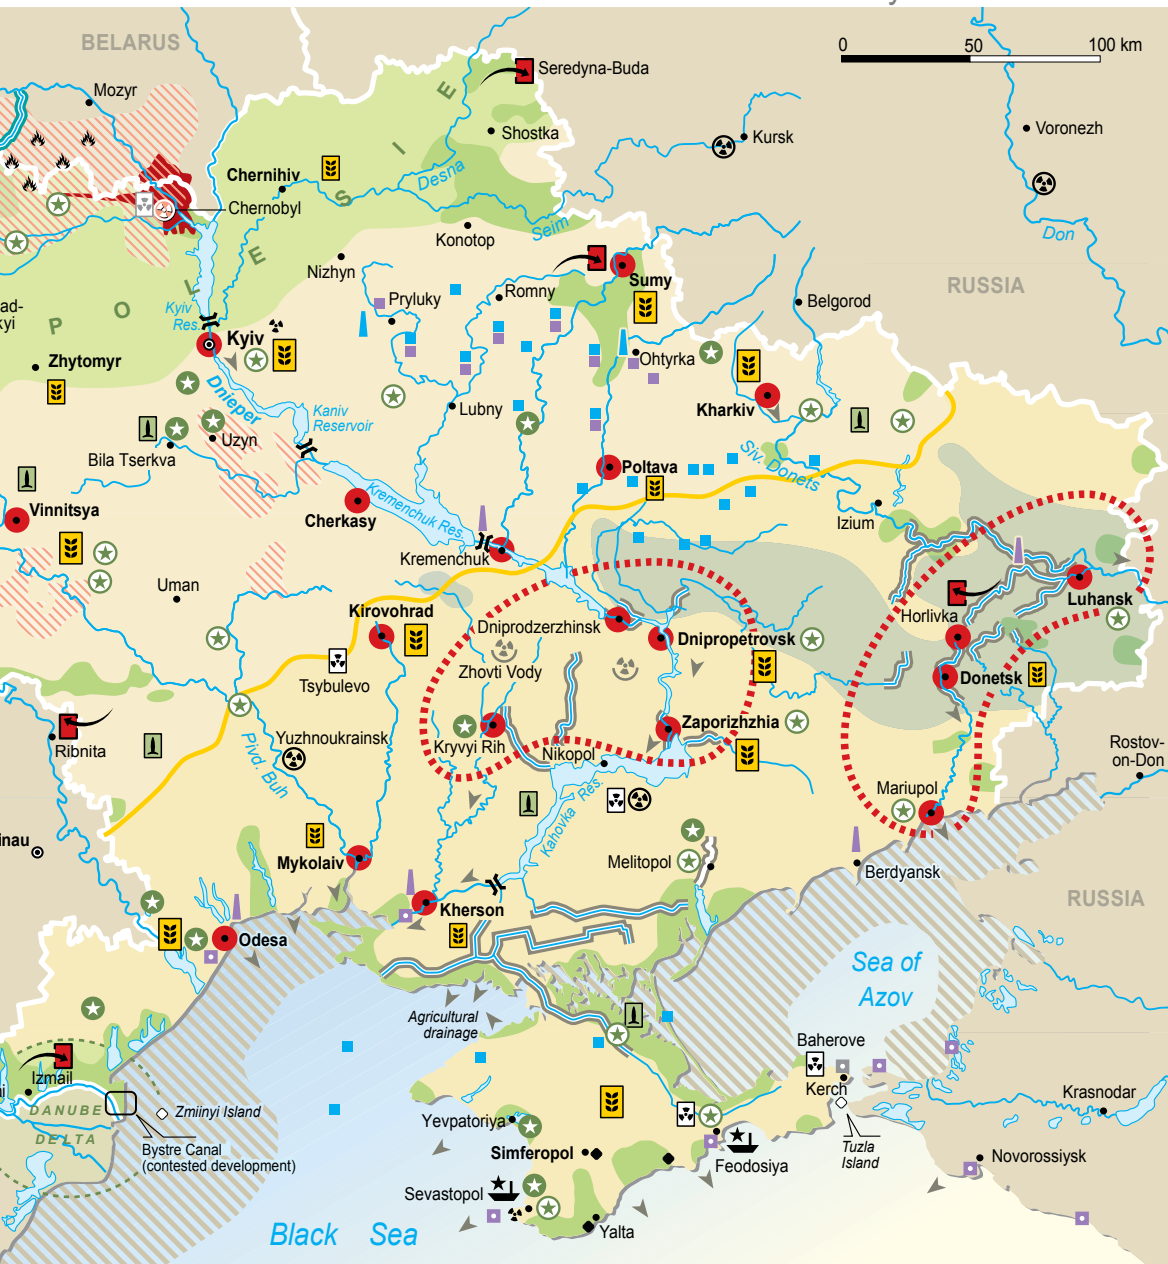 BELARUS
0 50 100 km
Mozyr
Seredyna-Buda
Shostka
Kursk
Voronezh
Chernihiv
Desna
Chernobyl
Konotop
Seim
Don
Nizhyn
P O L E S I E
Sumy
RUSSIA
Romny
Pryluky
Belgorod
ad-
kyi
Kyiv
Res.
Kyiv
Zhytomyr
Ohtyrka
Dnieper
Kaniv
Reservoir
Lubny
Kharkiv
Uzyn
Bila Tserkva
Siv. Donets
Poltava
Vinnitsya
Cherkasy
Kremenchuk Res.
Izium
Kremenchuk
Uman
Kirovohrad
Dniprodzerzhinsk
Horlivka
Luhansk
Dnipropetrovsk
Zhovti Vody
Tsybulevo
Donetsk
Zaporizhzhia
Ribnita
Pivd. Buh
Yuzhnoukrainsk
Kryvyi Rih
Nikopol
Rostov-
on-Don
Mariupol
Kahovka Res.
inau
Mykolaiv
Melitopol
Berdyansk
RUSSIA
Kherson
Odesa
Sea of
Azov
Agricultural
drainage
Baherove
Izmail
Kerch
Krasnodar
DANUBE
DELTA
Zmiinyi Island
Yevpatoriya
Bystre Canal
(contested development)
Simferopol
Tuzla
Island
Feodosiya
Novorossiysk
Sevastopol
Yalta
Black Sea